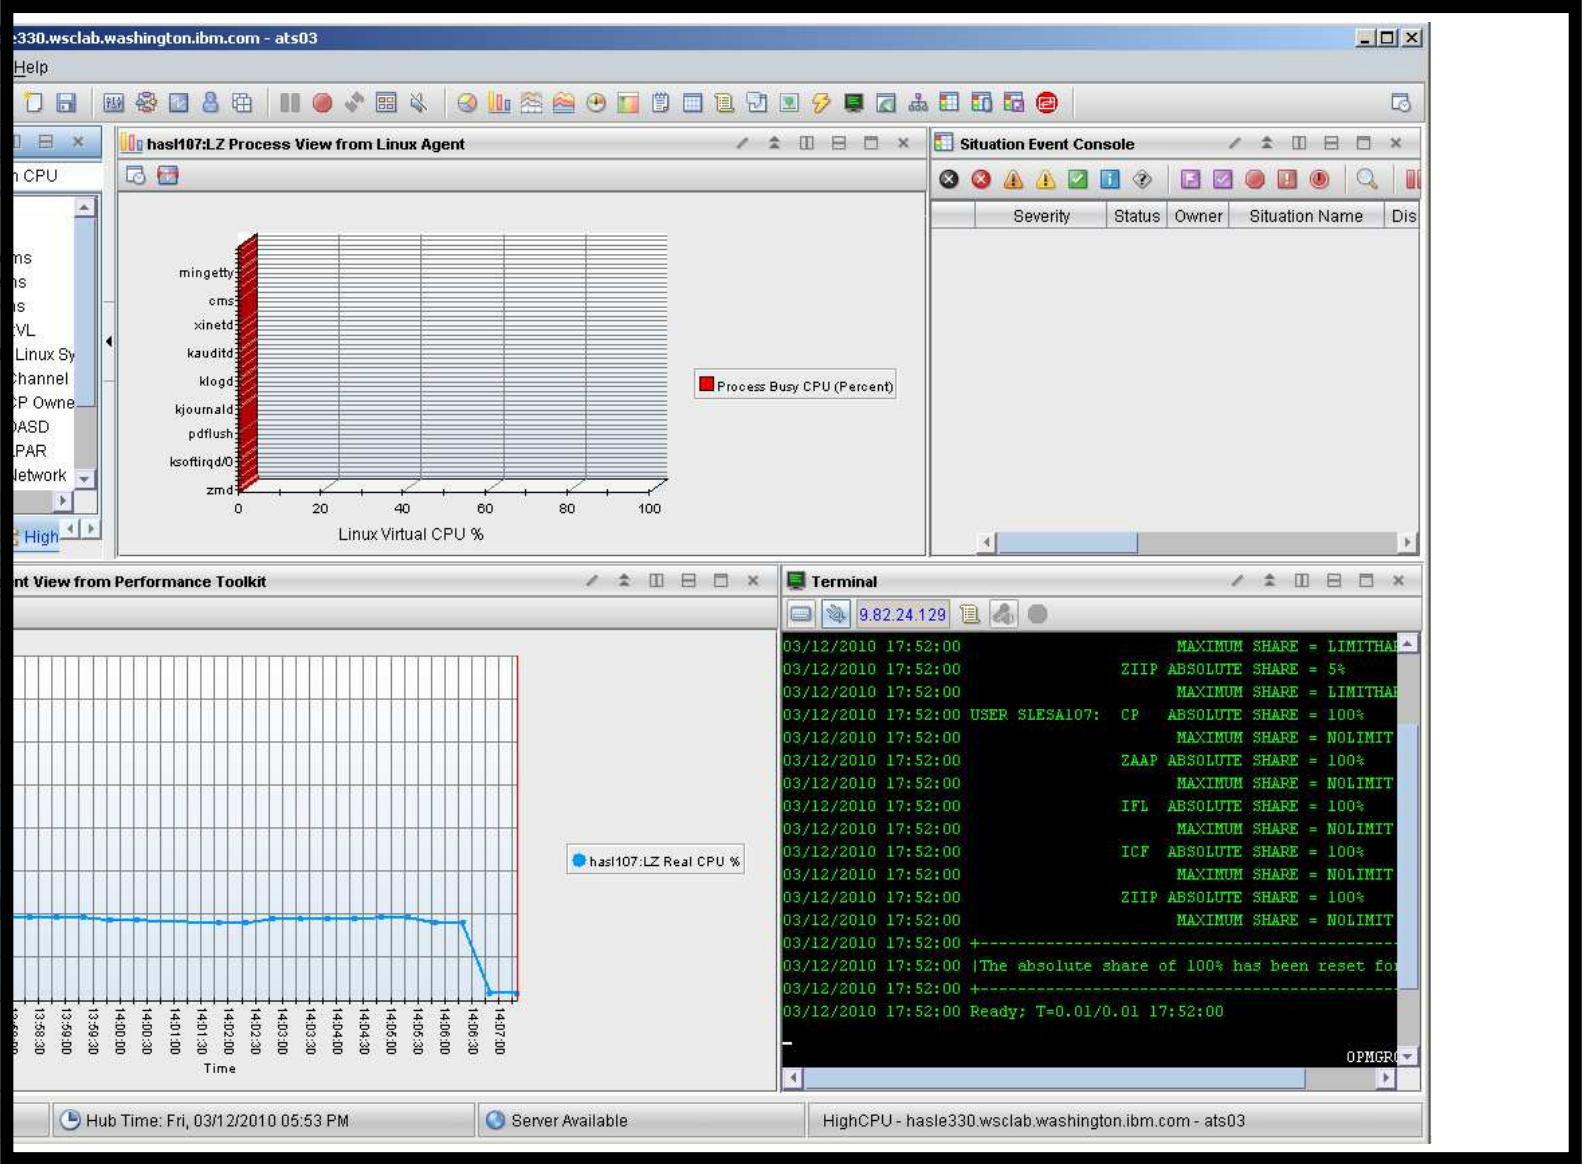 e330.wsclab.washington.ibm.com - ats03
Help
hasl107:LZ Process View from Linux Agent
Situation Event Console
CPU
Severity Status Owner Situation Name Dis
ms
ns
is
VL
Linux Sy
Channel
CP Owne
DASD
PAR
Network
High
mingetty
cms
xinetd
kauditd
klogd
kjournald
pdflush
ksoftirqd/0
zmd
0 20 40 60 80 100
Linux Virtual CPU %
Process Busy CPU (Percent)
nt View from Performance Toolkit
Terminal
9.82.24.129
03/12/2010 17:52:00 MAXIMUM SHARE = LIMITHA
03/12/2010 17:52:00 ZIIP ABSOLUTE SHARE = 5%
03/12/2010 17:52:00 MAXIMUM SHARE = LIMITHA
03/12/2010 17:52:00 USER SLESA107: CP ABSOLUTE SHARE = 100%
03/12/2010 17:52:00 MAXIMUM SHARE = NOLIMIT
03/12/2010 17:52:00 ZAAP ABSOLUTE SHARE = 100%
03/12/2010 17:52:00 MAXIMUM SHARE = NOLIMIT
03/12/2010 17:52:00 IFL ABSOLUTE SHARE = 100%
03/12/2010 17:52:00 MAXIMUM SHARE = NOLIMIT
03/12/2010 17:52:00 ICF ABSOLUTE SHARE = 100%
03/12/2010 17:52:00 MAXIMUM SHARE = NOLIMIT
03/12/2010 17:52:00 ZIIP ABSOLUTE SHARE = 100%
03/12/2010 17:52:00 MAXIMUM SHARE = NOLIMIT
03/12/2010 17:52:00 +---------------------------------------------
03/12/2010 17:52:00 |The absolute share of 100% has been reset for
03/12/2010 17:52:00 +---------------------------------------------
03/12/2010 17:52:00 Ready; T=0.01/0.01 17:52:00
OPMGR
hasl107:LZ Real CPU %
13:58:30
13:59:00
13:59:30
14:00:00
14:00:30
14:01:00
14:01:30
14:02:00
14:02:30
14:03:00
14:03:30
14:04:00
14:04:30
14:05:00
14:05:30
14:06:00
14:06:30
14:07:00
Time
Hub Time: Fri, 03/12/2010 05:53 PM
Server Available
HighCPU - hasle330.wsclab.washington.ibm.com - ats03